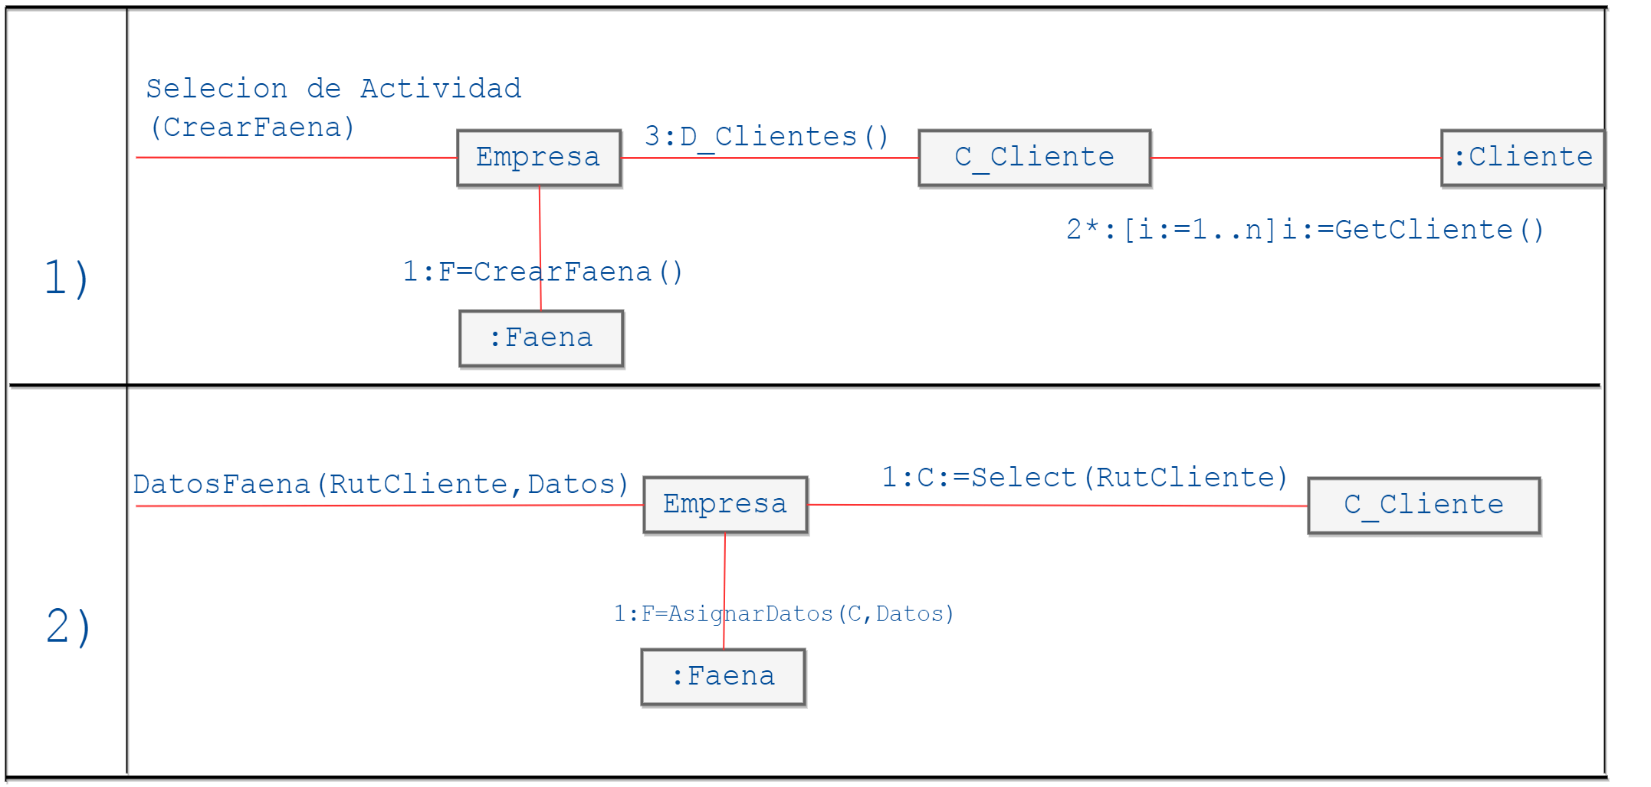 1)
Selecion de Actividad
(CrearFaena)
Empresa
3:D_Clientes()
C_Cliente
:Cliente
2*:[i:=1..n]i:=GetCliente()
1:F=CrearFaena()
:Faena
2)
DatosFaena(RutCliente,Datos)
Empresa
1:C:=Select(RutCliente)
C_Cliente
1:F=AsignarDatos(C,Datos)
:Faena